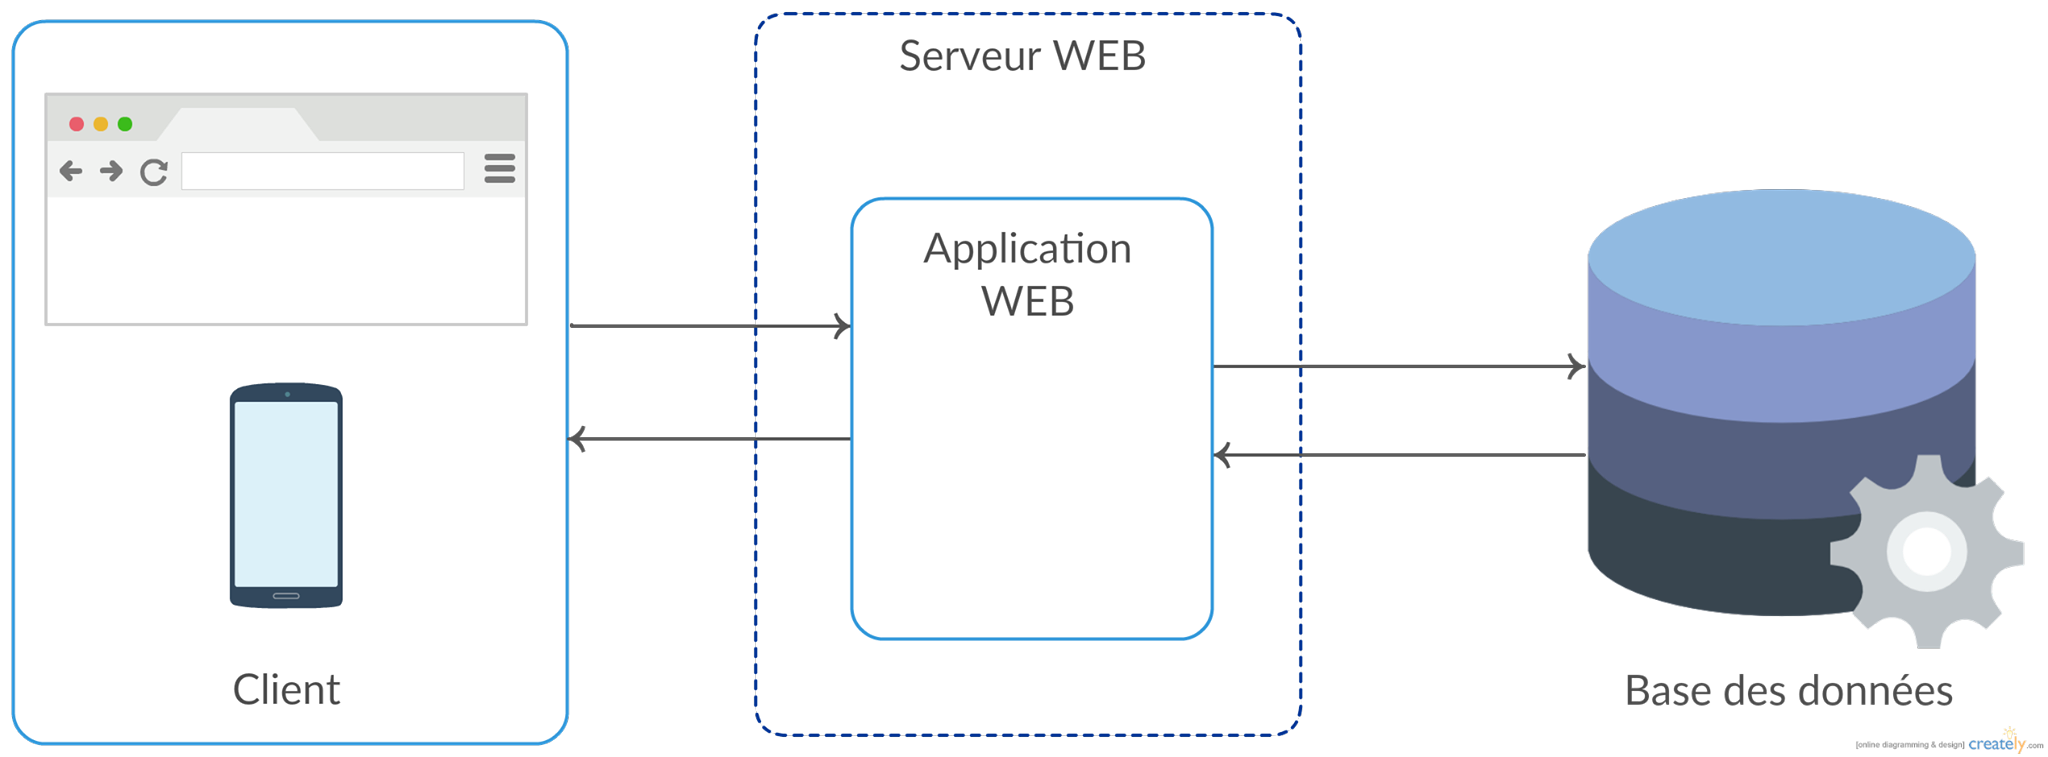 Serveur WEB
Application
WEB
Client
Base des données
[online diagramming & design] creately.com